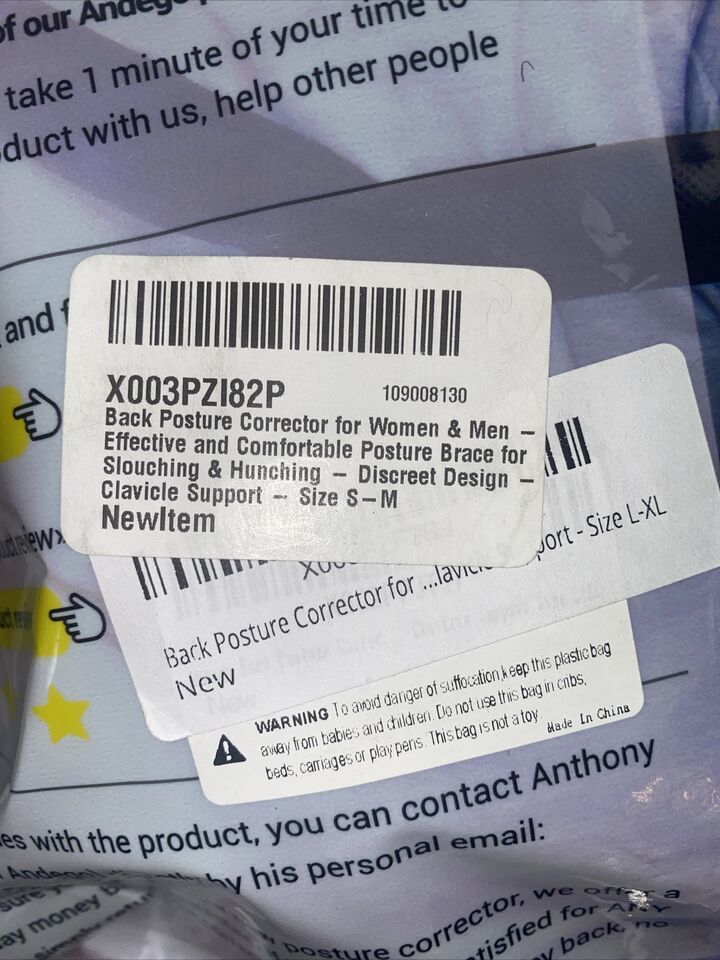 of our
take 1 minute of your time to
duct with us, help other people
and
X003PZI82P 109008130
Back Posture Corrector for Women & Men –
Effective and Comfortable Posture Brace for
Slouching & Hunching – Discreet Design –
Clavicle Support – Size S–M
NewItem
Back Posture Corrector for ...lavic port - Size L-XL
New
WARNING To avoid danger of suffocation, keep this plastic bag
away from babies and children. Do not use this bag in cribs,
beds, carriages or play pens. This bag is not a toy.
Made In China
es with the product, you can contact Anthony
by his personal email:
ay money
posture corrector, we offer a
atisfied for ANY
back, no